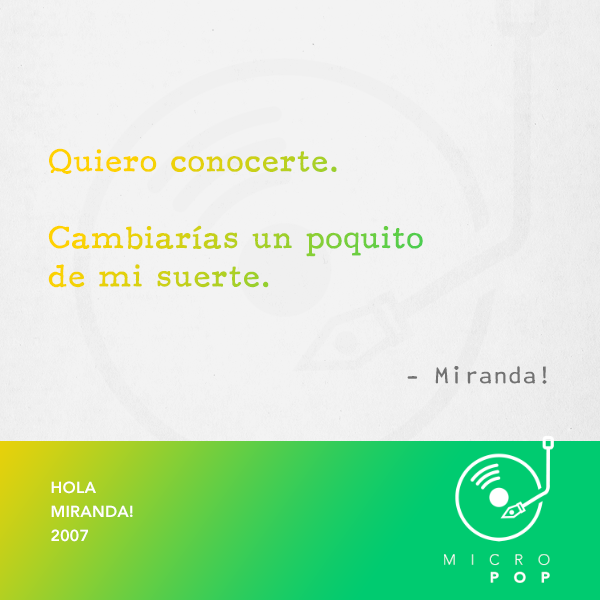 Quiero conocerte.
Cambiarías un poquito
de mi suerte.
- Miranda!
HOLA
MIRANDA!
2007
MICRO
POP